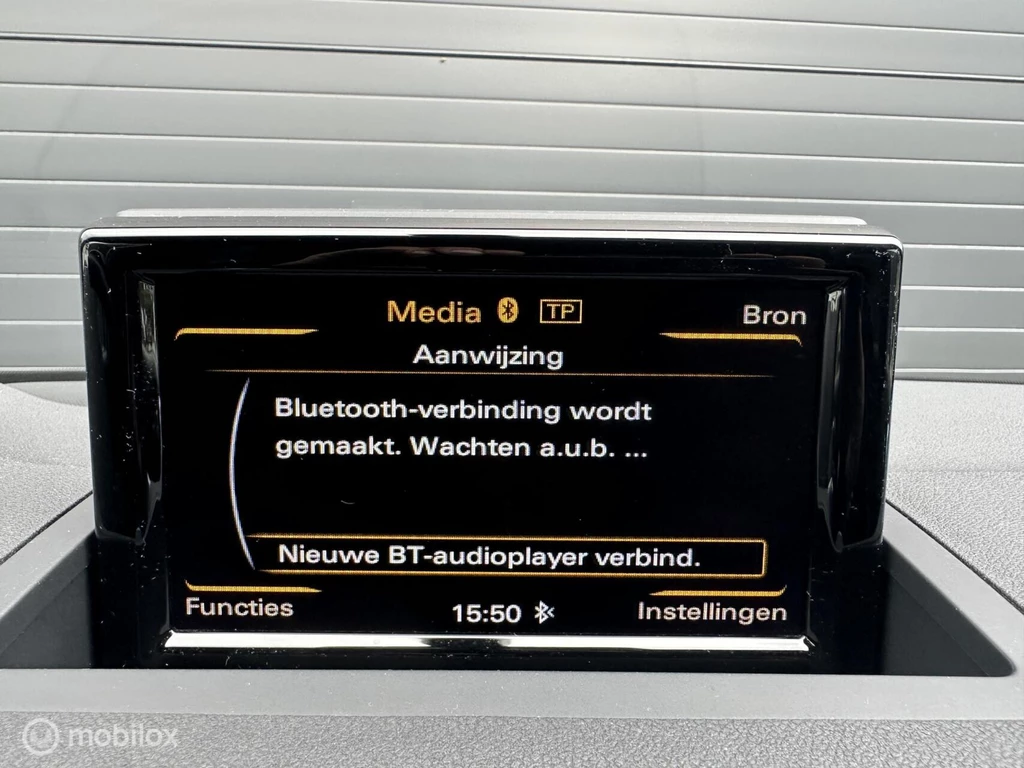 Media TP Bron
Aanwijzing
Bluetooth-verbinding wordt
gemaakt. Wachten a.u.b. ...
Nieuwe BT-audioplayer verbind.
Functies 15:50 Instellingen
mobilox